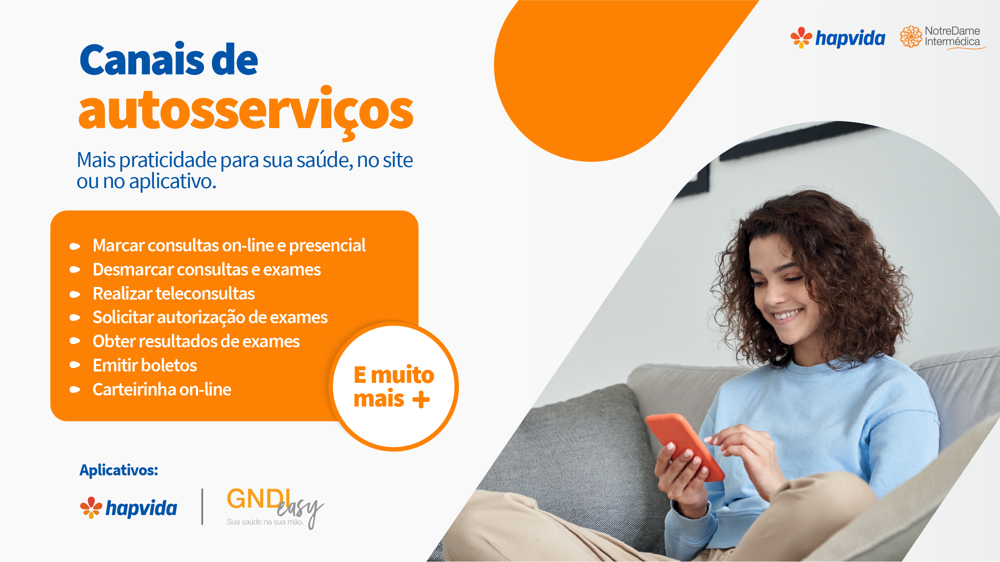 hapvida
NotreDame
Intermédica
Canais de
autosserviços
Mais praticidade para sua saúde, no site
ou no aplicativo.
Marcar consultas on-line e presencial
Desmarcar consultas e exames
Realizar teleconsultas
Solicitar autorização de exames
Obter resultados de exames
Emitir boletos
Carteirinha on-line
E muito
mais +
Aplicativos:
hapvida
GNDI
easy
Sua saúde na sua mão.